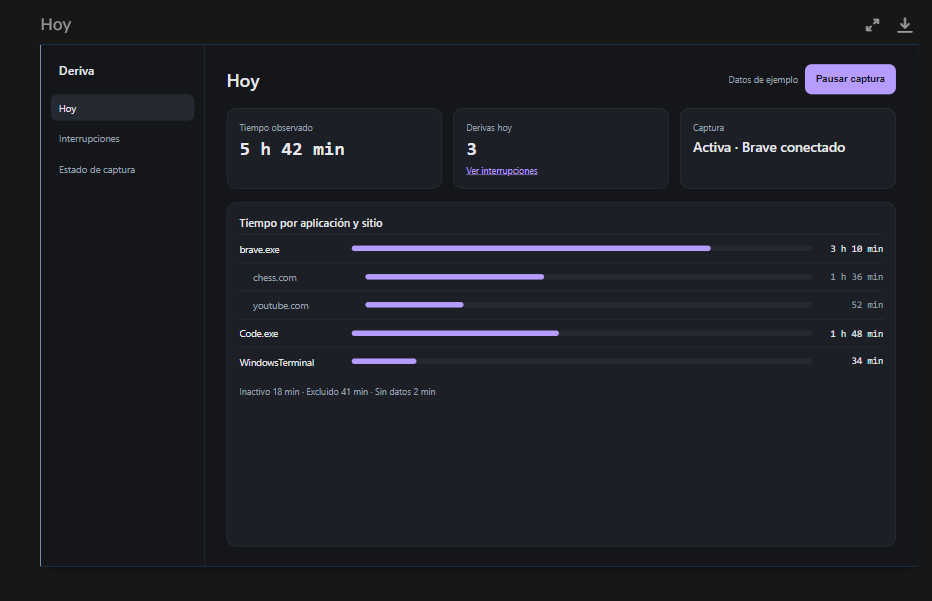 Hoy
Deriva
Hoy
Interrupciones
Estado de captura
Hoy
Datos de ejemplo
Pausar captura
Tiempo observado
5 h 42 min
Derivas hoy
3
Ver interrupciones
Captura
Activa · Brave conectado
Tiempo por aplicación y sitio
brave.exe 3 h 10 min
chess.com 1 h 36 min
youtube.com 52 min
Code.exe 1 h 48 min
WindowsTerminal 34 min
Inactivo 18 min · Excluido 41 min · Sin datos 2 min